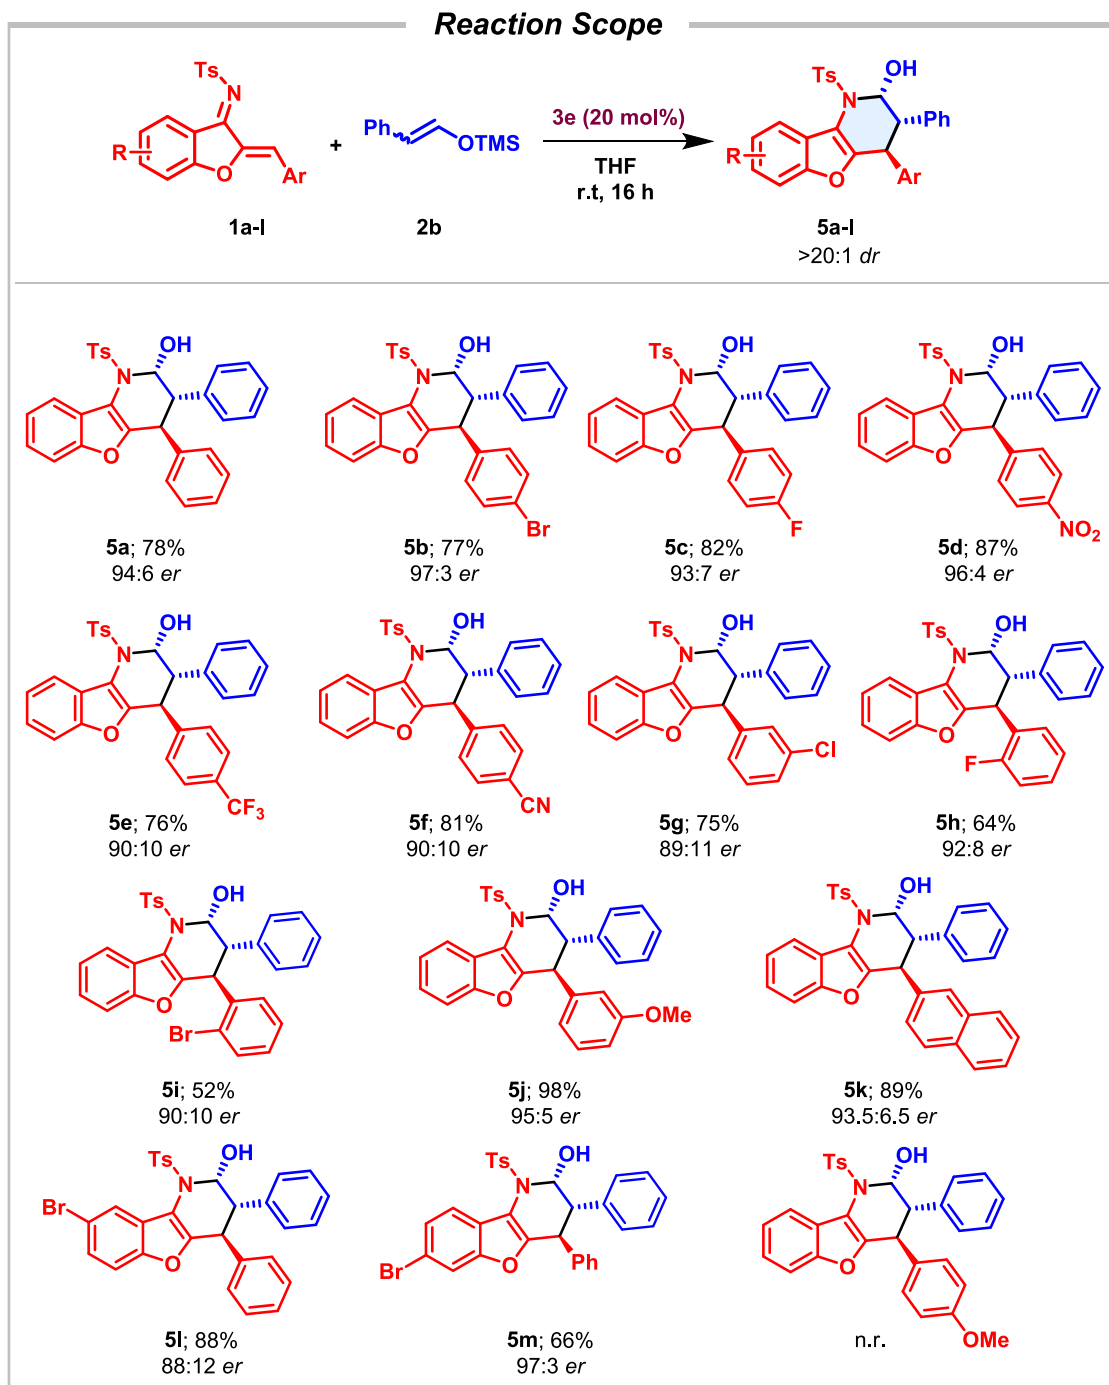 Reaction Scope
Ts
N
R
O
Ar
1a-l
+
Ph
OTMS
2b
3e (20 mol%)
THF
r.t, 16 h
Ts
OH
N
Ph
R
O
Ar
5a-l
>20:1 dr
Ts
OH
N
O
5a; 78%
94:6 er
Ts
OH
N
O
Br
5b; 77%
97:3 er
Ts
OH
N
O
F
5c; 82%
93:7 er
Ts
OH
N
O
NO2
5d; 87%
96:4 er
Ts
OH
N
O
CF3
5e; 76%
90:10 er
Ts
OH
N
O
CN
5f; 81%
90:10 er
Ts
OH
N
O
Cl
5g; 75%
89:11 er
Ts
OH
N
O
F
5h; 64%
92:8 er
Ts
OH
N
O
Br
5i; 52%
90:10 er
Ts
OH
N
O
OMe
5j; 98%
95:5 er
Ts
OH
N
O
5k; 89%
93.5:6.5 er
Ts
OH
N
Br
O
5l; 88%
88:12 er
Ts
OH
N
Br
O
Ph
5m; 66%
97:3 er
Ts
OH
N
O
OMe
n.r.